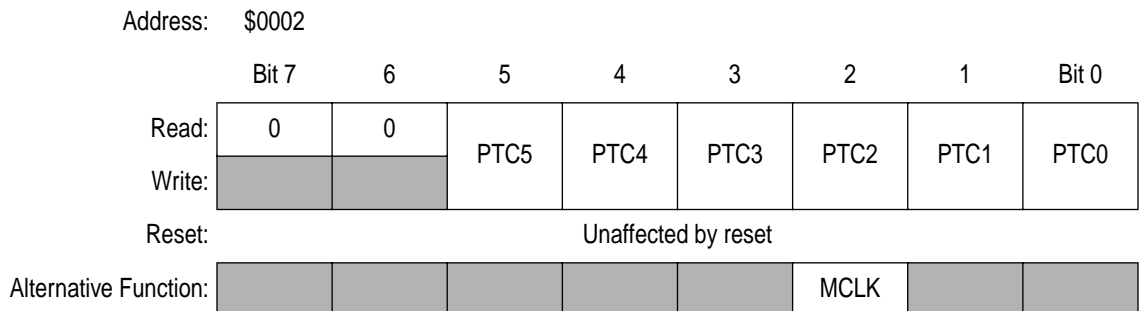 Address: $0002
Bit 7 6 5 4 3 2 1 Bit 0
Read: 0 0 PTC5 PTC4 PTC3 PTC2 PTC1 PTC0
Write:
Reset: Unaffected by reset
Alternative Function: MCLK